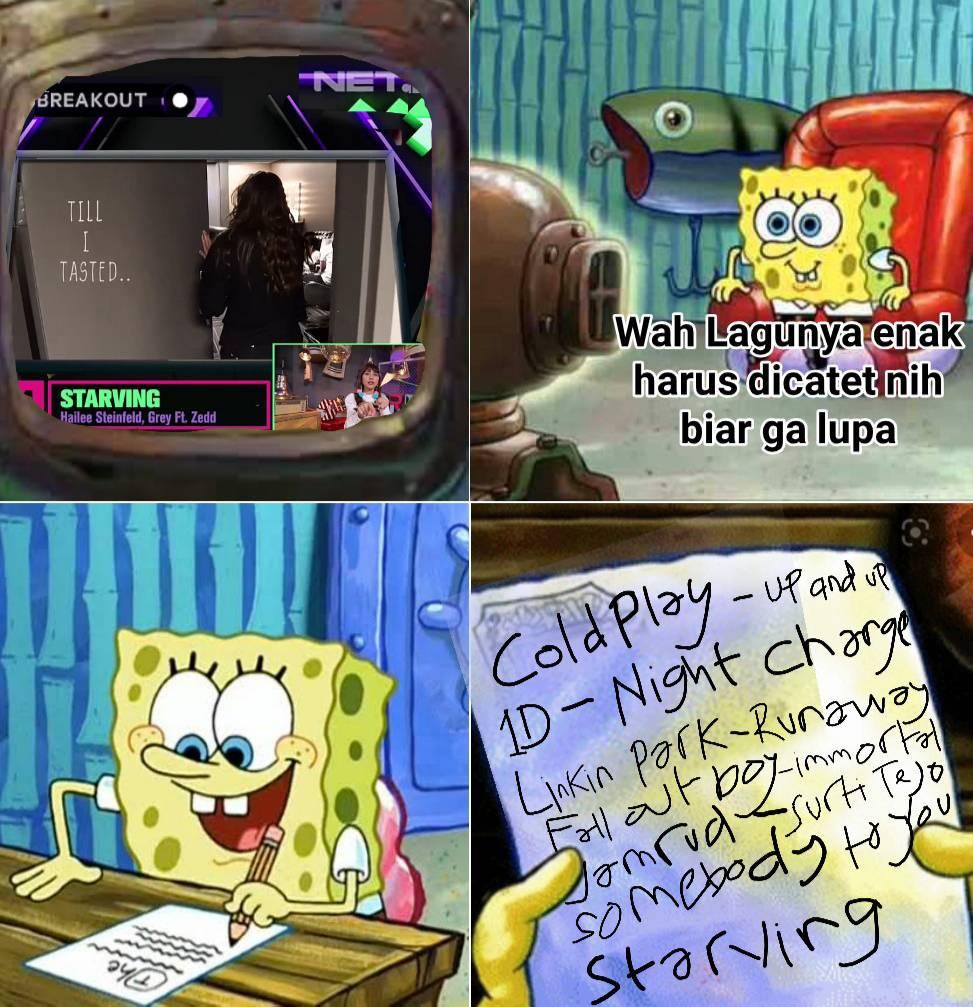 BREAKOUT
NET.
TILL
I
TASTED..
STARVING
Hailee Steinfeld, Grey Ft. Zedd
Wah Lagunya enak
harus dicatet nih
biar ga lupa
The
Coldplay - up and up
1D - Night Charge
Linkin Park - Runaway
Fall out boy - immortal
Jamrud - Surti Tejo
somebody to you
starving